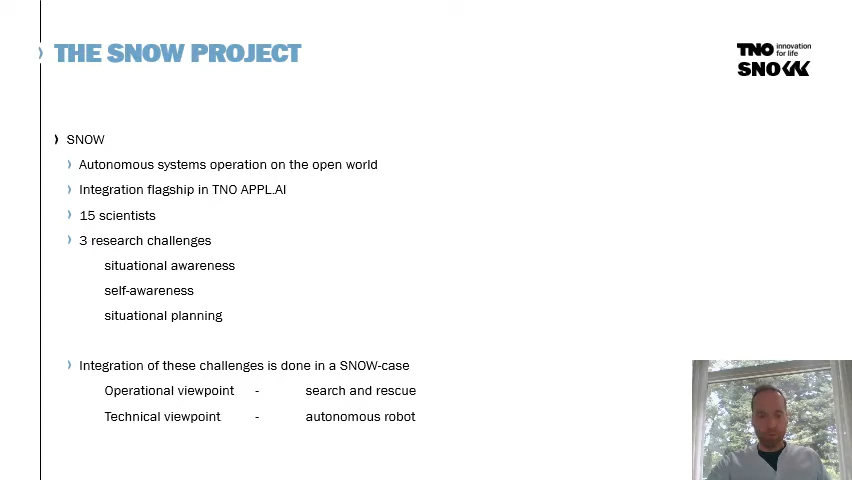 THE SNOW PROJECT
TNO innovation
for life
SNOW
SNOW
Autonomous systems operation on the open world
Integration flagship in TNO APPL.AI
15 scientists
3 research challenges
situational awareness
self-awareness
situational planning
Integration of these challenges is done in a SNOW-case
Operational viewpoint - search and rescue
Technical viewpoint - autonomous robot